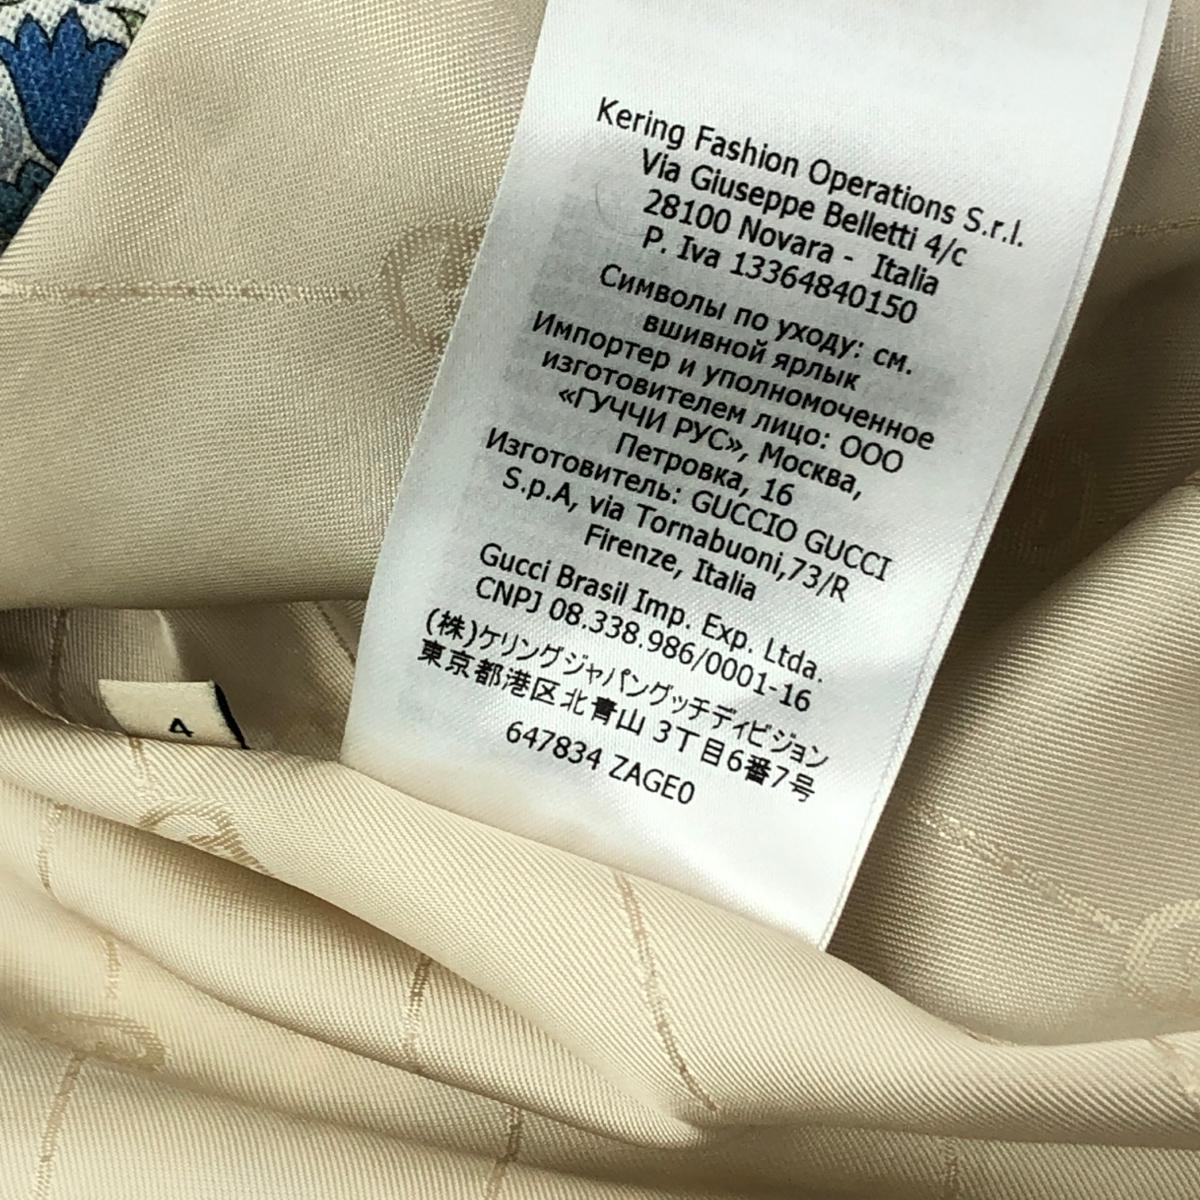 Kering Fashion Operations S.r.l.
Via Giuseppe Belletti 4/c
28100 Novara - Italia
P. Iva 13364840150
Символы по уходу: см.
вшивной ярлык
Импортер и уполномоченное
изготовителем лицо: ООО
«ГУЧЧИ РУС», Москва,
Петровка, 16
Изготовитель: GUCCIO GUCCI
S.p.A, via Tornabuoni,73/R
Firenze, Italia
Gucci Brasil Imp. Exp. Ltda.
CNPJ 08.338.986/0001-16
(株)ケリングジャパングッチディビジョン
東京都港区北青山 3丁目6番7号
647834 ZAGE0
4